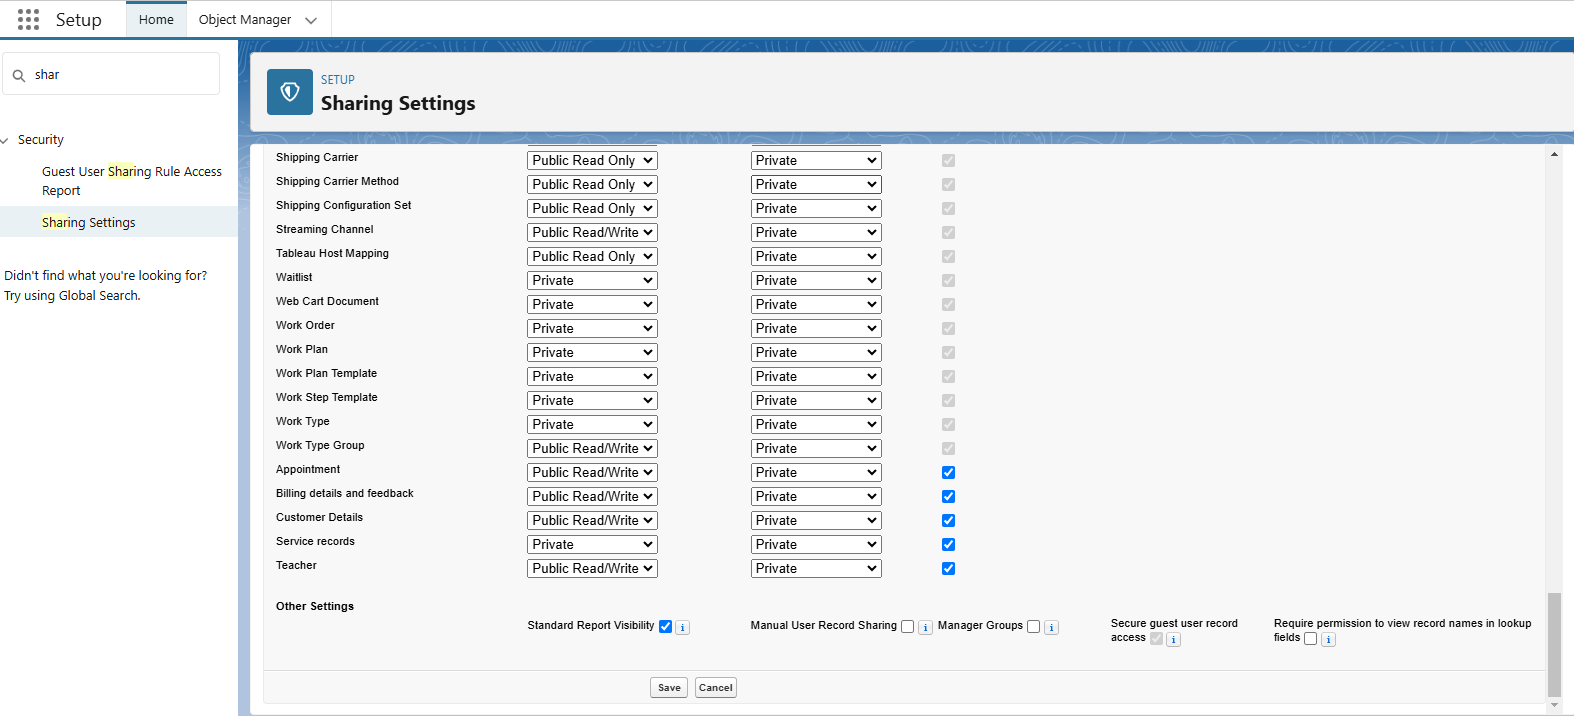 Setup Home Object Manager
shar
SETUP
Sharing Settings
Security
Guest User Sharing Rule Access
Report
Sharing Settings
Didn't find what you're looking for?
Try using Global Search.
Shipping Carrier Public Read Only Private
Shipping Carrier Method Public Read Only Private
Shipping Configuration Set Public Read Only Private
Streaming Channel Public Read/Write Private
Tableau Host Mapping Public Read Only Private
Waitlist Private Private
Web Cart Document Private Private
Work Order Private Private
Work Plan Private Private
Work Plan Template Private Private
Work Step Template Private Private
Work Type Private Private
Work Type Group Public Read/Write Private
Appointment Public Read/Write Private
Billing details and feedback Public Read/Write Private
Customer Details Public Read/Write Private
Service records Private Private
Teacher Public Read/Write Private
Other Settings
Standard Report Visibility i Manual User Record Sharing i Manager Groups i
Secure guest user record
access i
Require permission to view record names in lookup
fields i
Save Cancel